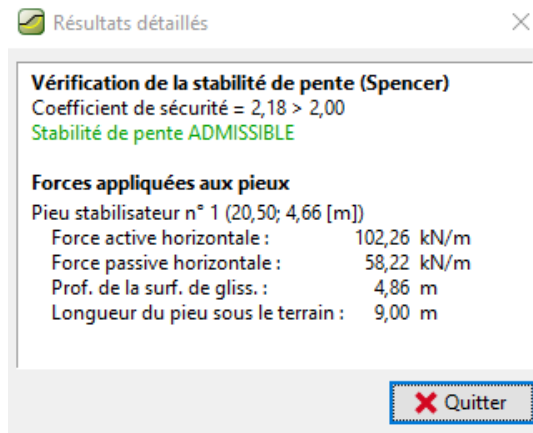 Résultats détaillés
Vérification de la stabilité de pente (Spencer)
Coefficient de sécurité = 2,18 > 2,00
Stabilité de pente ADMISSIBLE
Forces appliquées aux pieux
Pieu stabilisateur n° 1 (20,50; 4,66 [m])
Force active horizontale : 102,26 kN/m
Force passive horizontale : 58,22 kN/m
Prof. de la surf. de gliss. : 4,86 m
Longueur du pieu sous le terrain : 9,00 m
Quitter